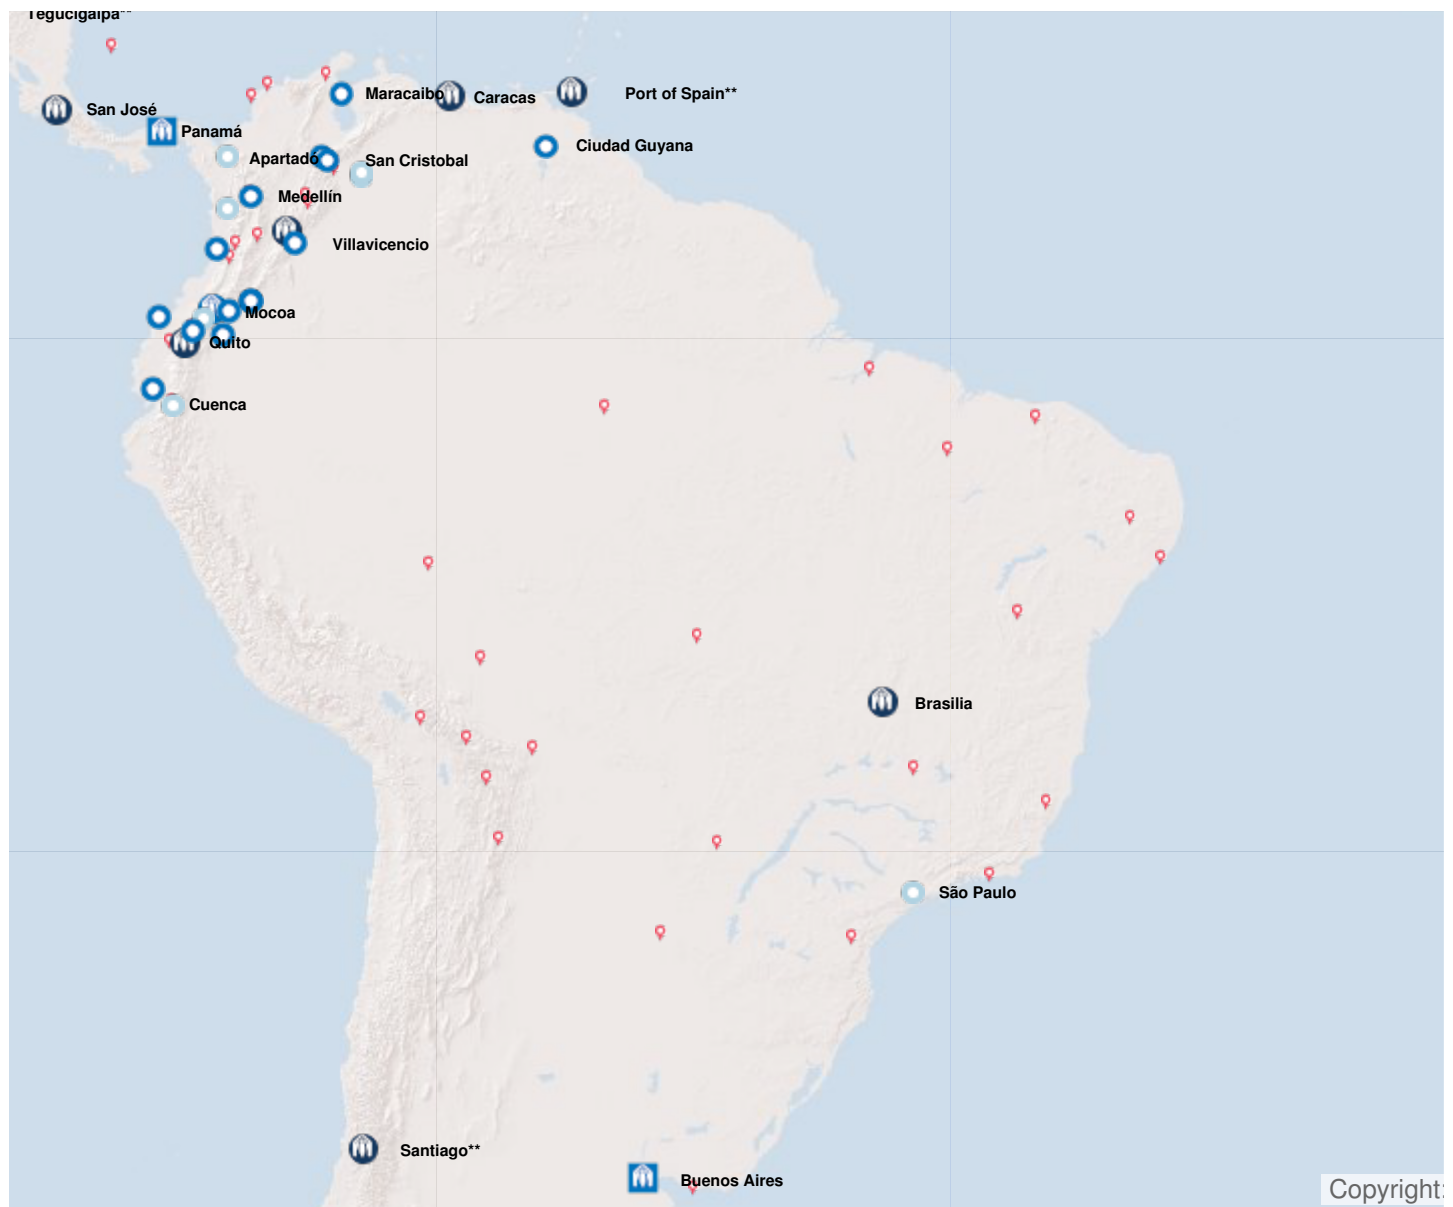 Tegucigalpa**
San José
Panamá
Maracaibo
Caracas
Port of Spain**
Ciudad Guyana
Apartadó
San Cristobal
Medellín
Villavicencio
Mocoa
Quito
Cuenca
Brasilia
São Paulo
Santiago**
Buenos Aires
Copyright: